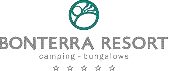 BONTERRA RESORT
camping - bungalows